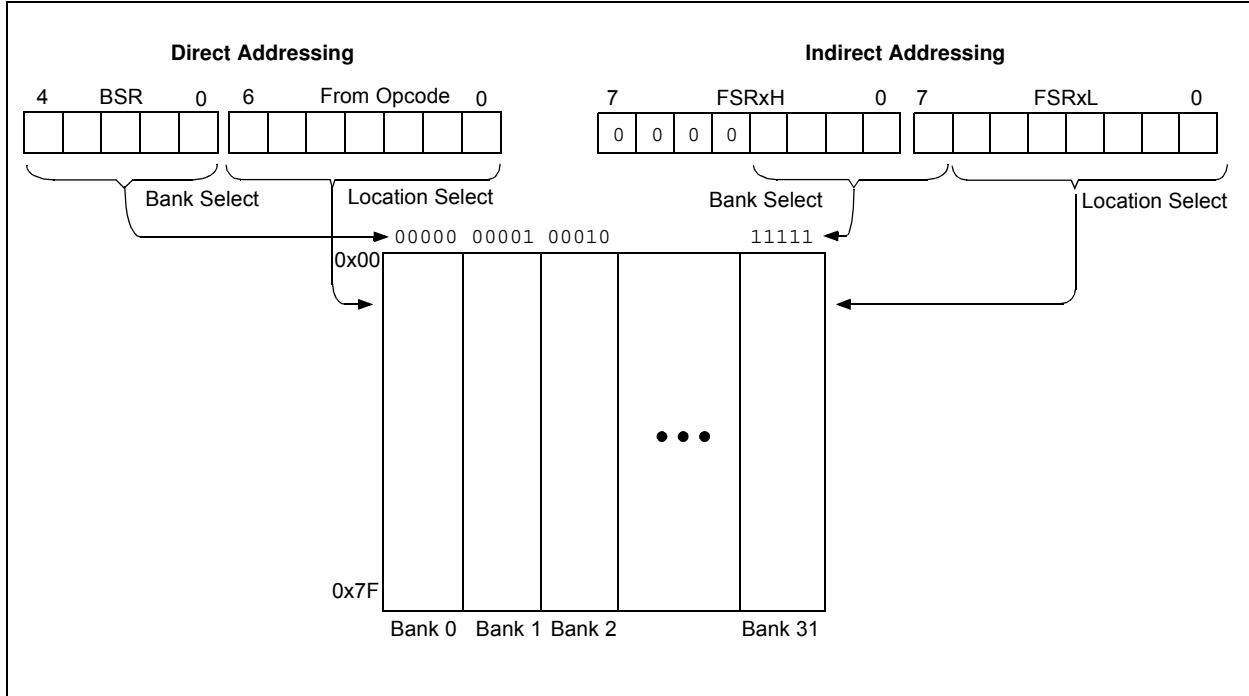 Direct Addressing
Indirect Addressing
4 BSR 0 6 From Opcode 0
7 FSRxH 0 7 FSRxL 0
0 0 0 0
Bank Select
Location Select
Bank Select
Location Select
00000 00001 00010 11111
0x00
0x7F
Bank 0 Bank 1 Bank 2 Bank 31